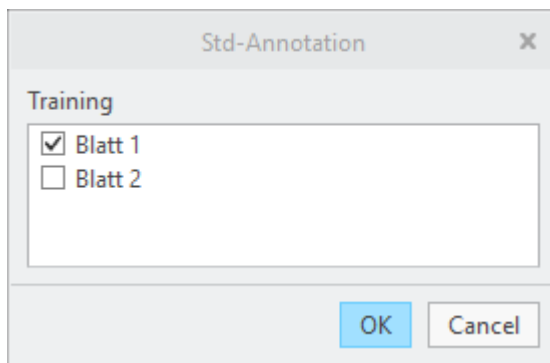 Std-Annotation
Training
Blatt 1
Blatt 2
OK Cancel